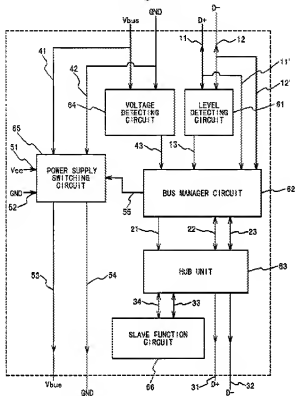 Vbus
GND
D+
D-
41
11
12
42
11'
12'
64
VOLTAGE
DETECTING
CIRCUIT
LEVEL
DETECTING
CIRCUIT
61
65
43
13
51
Vcc
GND
52
POWER SUPPLY
SWITCHING
CIRCUIT
BUS MANAGER CIRCUIT
62
55
21
22
23
53
54
HUB UNIT
63
34
33
SLAVE FUNCTION
CIRCUIT
66
Vbus
GND
31
D+
D-
32